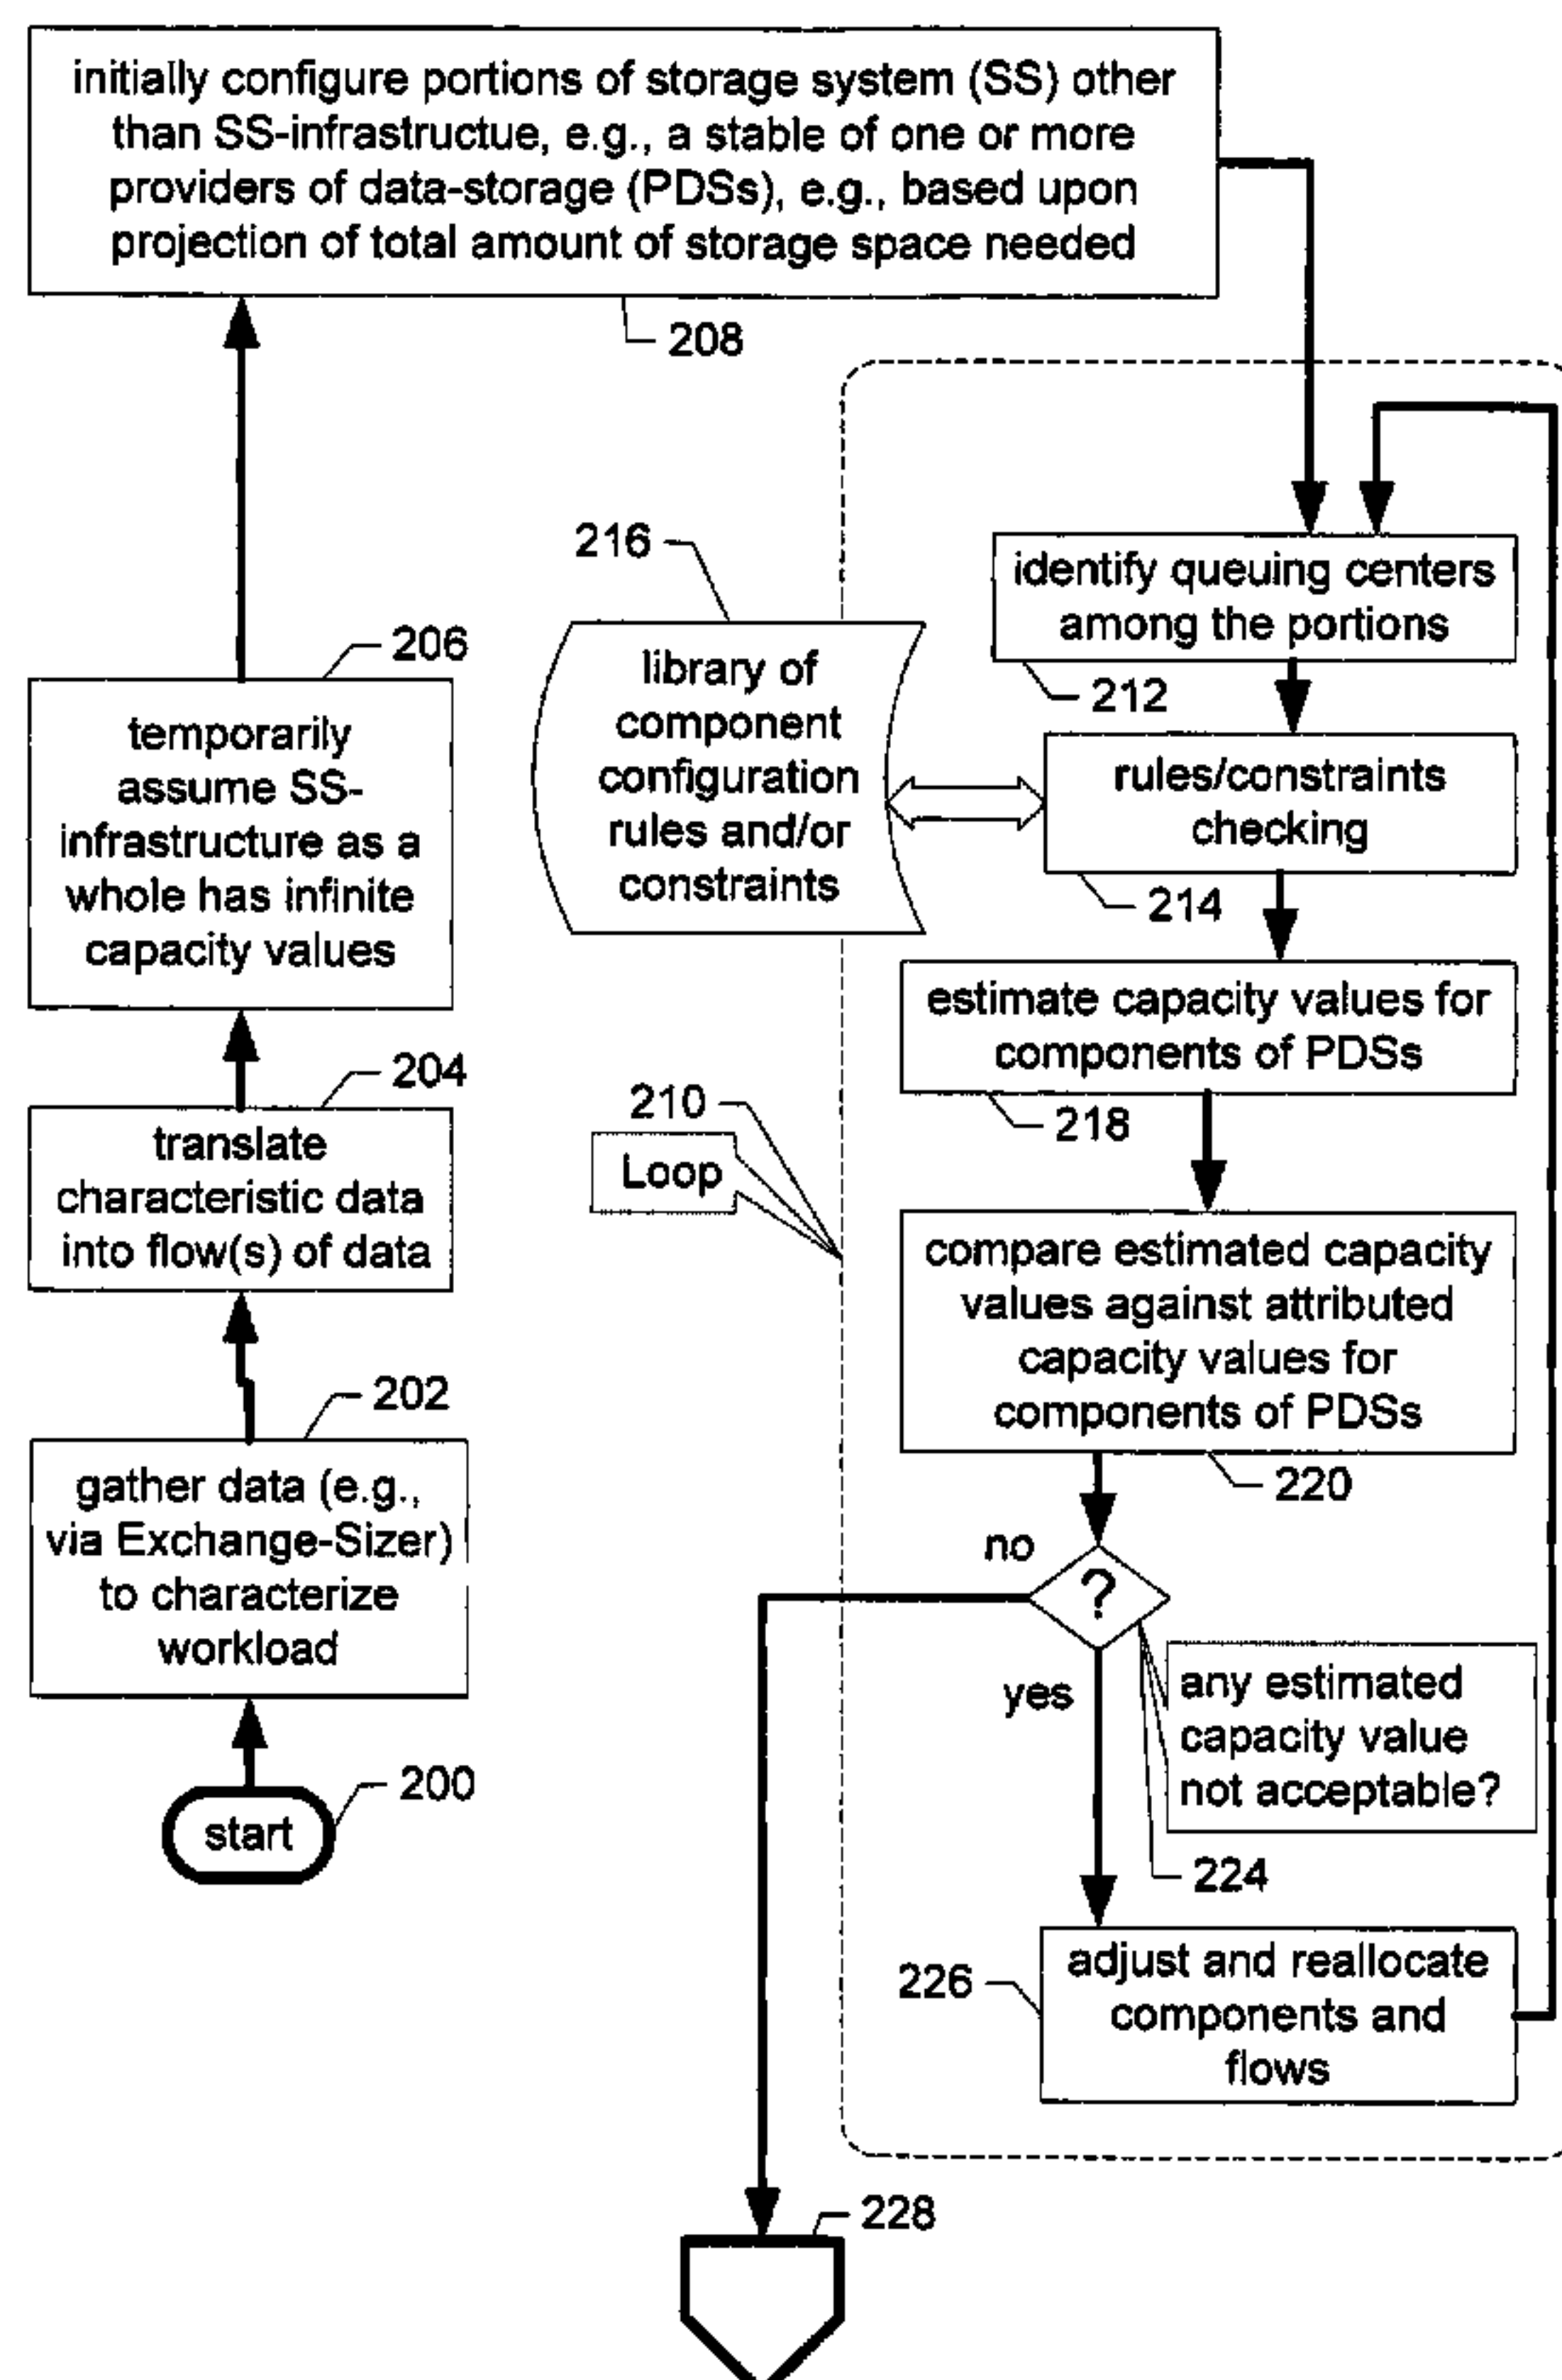 initially configure portions of storage system (SS) other
than SS-infrastructue, e.g., a stable of one or more
providers of data-storage (PDSs), e.g., based upon
projection of total amount of storage space needed
208
216
identify queuing centers
among the portions
212
library of
component
configuration
rules and/or
constraints
rules/constraints
checking
214
206
temporarily
assume SS-
infrastructure as a
whole has infinite
capacity values
estimate capacity values for
components of PDSs
218
204
translate
characteristic data
into flow(s) of data
210
Loop
compare estimated capacity
values against attributed
capacity values for
components of PDSs
220
202
gather data (e.g.,
via Exchange-Sizer)
to characterize
workload
no
?
yes
any estimated
capacity value
not acceptable?
224
200
start
226
adjust and reallocate
components and
flows
228